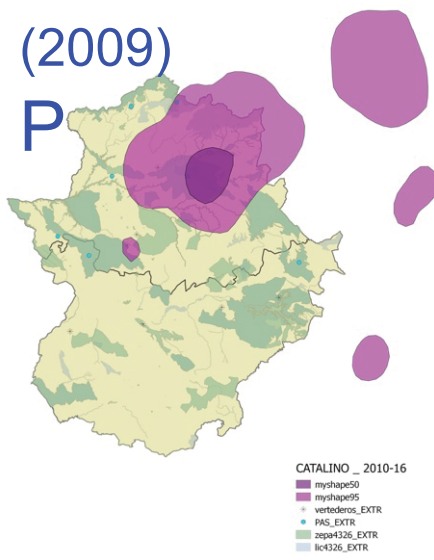 (2009)
P
CATALINO _ 2010-16
myshape50
myshape95
vertederos_EXTR
PAS_EXTR
zepa4326_EXTR
lic4326_EXTR